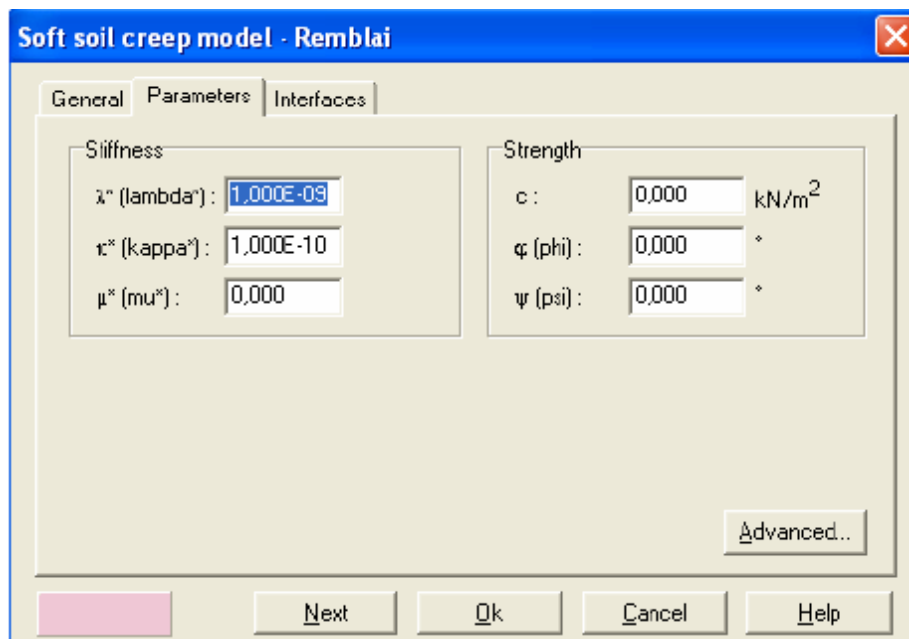 Soft soil creep model - Remblai
General Parameters Interfaces
Stiffness
λ* (lambda*) : 1,000E-09
κ* (kappa*) : 1,000E-10
μ* (mu*) : 0,000
Strength
c : 0,000 kN/m²
φ (phi) : 0,000 °
ψ (psi) : 0,000 °
Advanced...
Next Ok Cancel Help